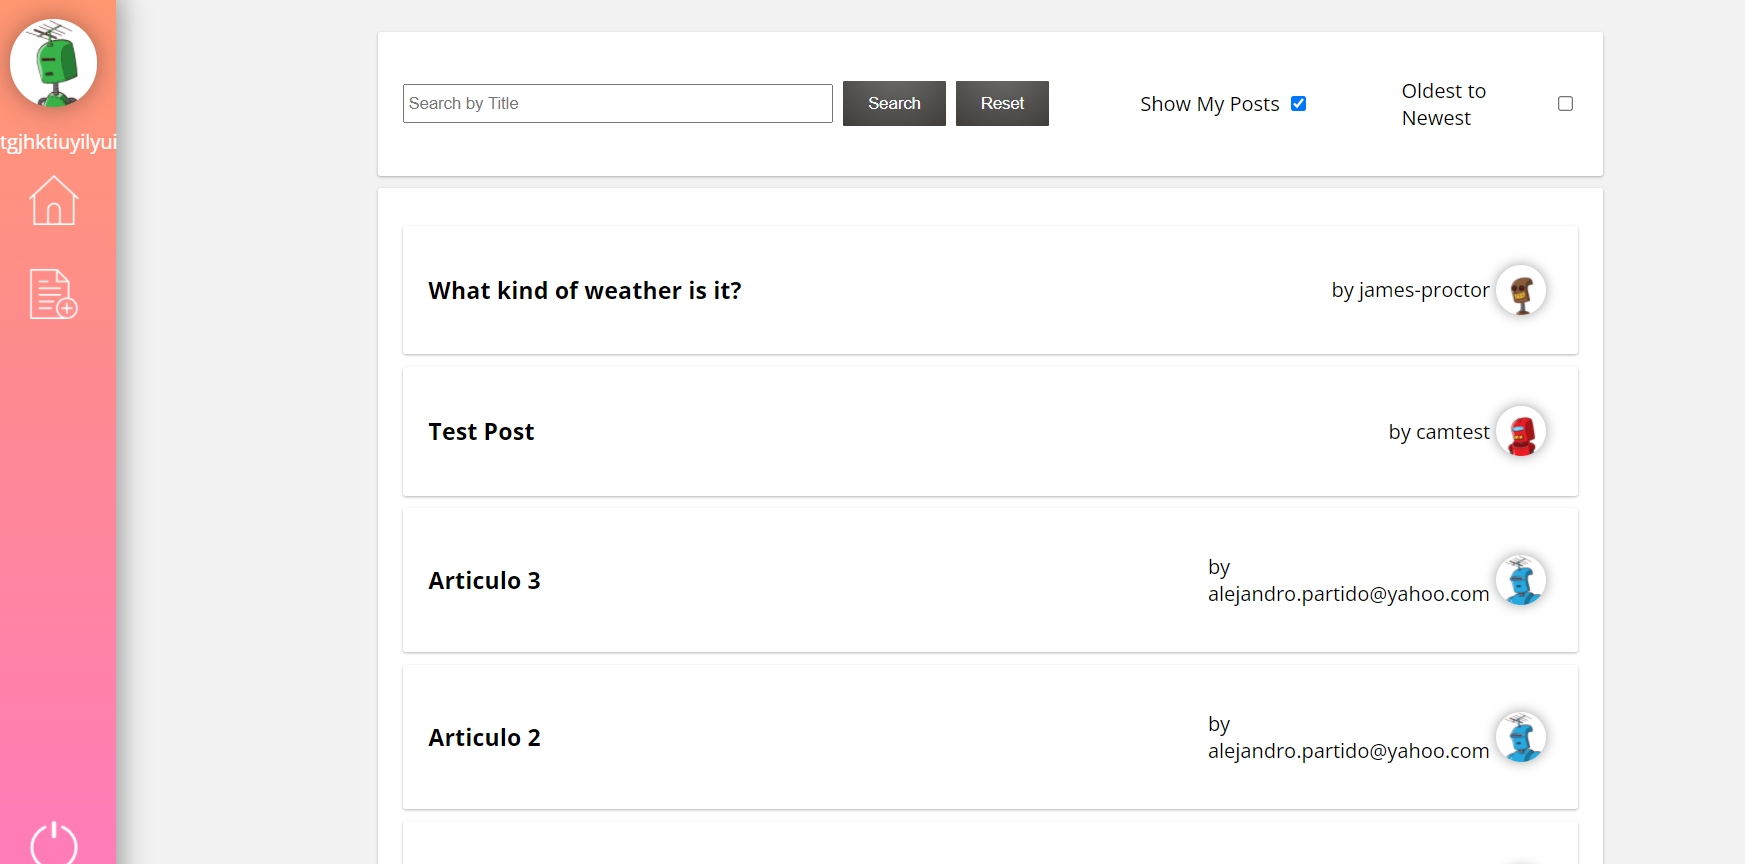 tgjhktiuyilyui
Search by Title
Search
Reset
Show My Posts
Oldest to
Newest
What kind of weather is it?
by james-proctor
Test Post
by camtest
Articulo 3
by
alejandro.partido@yahoo.com
Articulo 2
by
alejandro.partido@yahoo.com